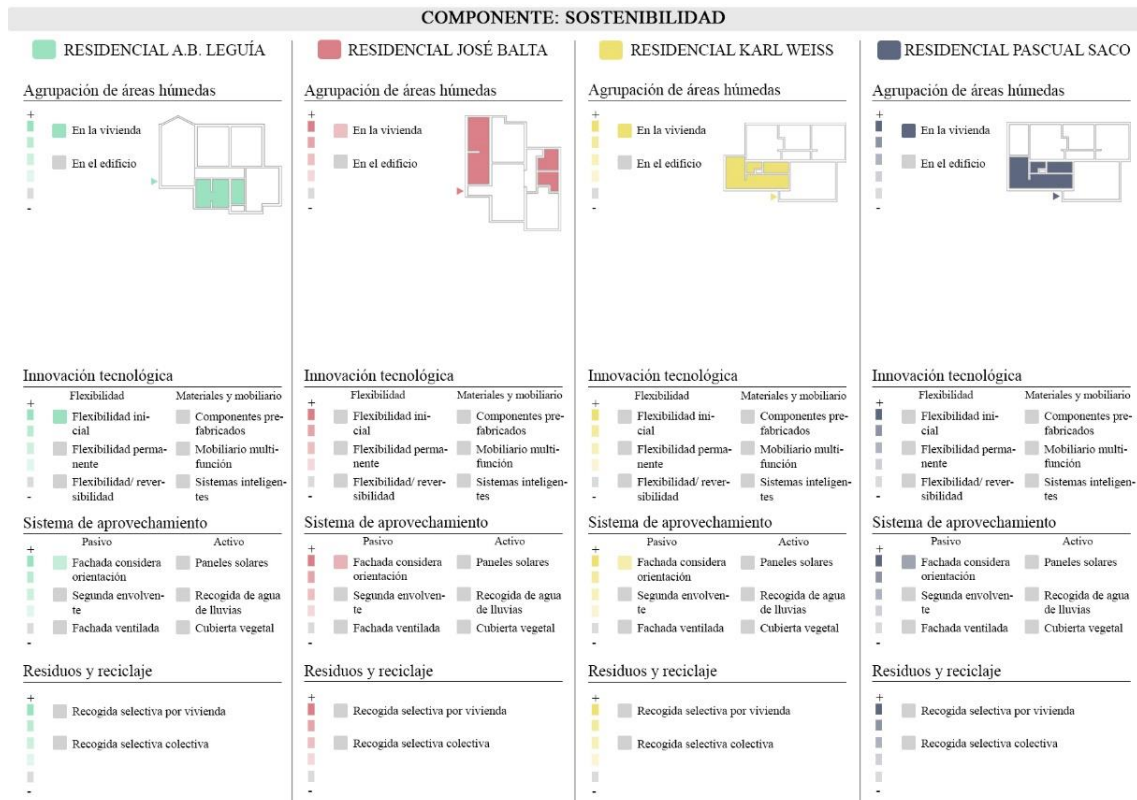 COMPONENTE: SOSTENIBILIDAD
RESIDENCIAL A.B. LEGUÍA
Agrupación de áreas húmedas
+
En la vivienda
En el edificio
-
Innovación tecnológica
Flexibilidad
Materiales y mobiliario
+
Flexibilidad ini-
cial
Componentes pre-
fabricados
Flexibilidad perma-
nente
Mobiliario multi-
función
Flexibilidad/ rever-
sibilidad
Sistemas inteligen-
tes
-
Sistema de aprovechamiento
Pasivo
Activo
+
Fachada considera
orientación
Paneles solares
Segunda envolven-
te
Recogida de agua
de lluvias
Fachada ventilada
Cubierta vegetal
-
Residuos y reciclaje
+
Recogida selectiva por vivienda
Recogida selectiva colectiva
-
RESIDENCIAL JOSÉ BALTA
Agrupación de áreas húmedas
+
En la vivienda
En el edificio
-
Innovación tecnológica
Flexibilidad
Materiales y mobiliario
+
Flexibilidad ini-
cial
Componentes pre-
fabricados
Flexibilidad perma-
nente
Mobiliario multi-
función
Flexibilidad/ rever-
sibilidad
Sistemas inteligen-
tes
-
Sistema de aprovechamiento
Pasivo
Activo
+
Fachada considera
orientación
Paneles solares
Segunda envolven-
te
Recogida de agua
de lluvias
Fachada ventilada
Cubierta vegetal
-
Residuos y reciclaje
+
Recogida selectiva por vivienda
Recogida selectiva colectiva
-
RESIDENCIAL KARL WEISS
Agrupación de áreas húmedas
+
En la vivienda
En el edificio
-
Innovación tecnológica
Flexibilidad
Materiales y mobiliario
+
Flexibilidad ini-
cial
Componentes pre-
fabricados
Flexibilidad perma-
nente
Mobiliario multi-
función
Flexibilidad/ rever-
sibilidad
Sistemas inteligen-
tes
-
Sistema de aprovechamiento
Pasivo
Activo
+
Fachada considera
orientación
Paneles solares
Segunda envolven-
te
Recogida de agua
de lluvias
Fachada ventilada
Cubierta vegetal
-
Residuos y reciclaje
+
Recogida selectiva por vivienda
Recogida selectiva colectiva
-
RESIDENCIAL PASCUAL SACO
Agrupación de áreas húmedas
+
En la vivienda
En el edificio
-
Innovación tecnológica
Flexibilidad
Materiales y mobiliario
+
Flexibilidad ini-
cial
Componentes pre-
fabricados
Flexibilidad perma-
nente
Mobiliario multi-
función
Flexibilidad/ rever-
sibilidad
Sistemas inteligen-
tes
-
Sistema de aprovechamiento
Pasivo
Activo
+
Fachada considera
orientación
Paneles solares
Segunda envolven-
te
Recogida de agua
de lluvias
Fachada ventilada
Cubierta vegetal
-
Residuos y reciclaje
+
Recogida selectiva por vivienda
Recogida selectiva colectiva
-